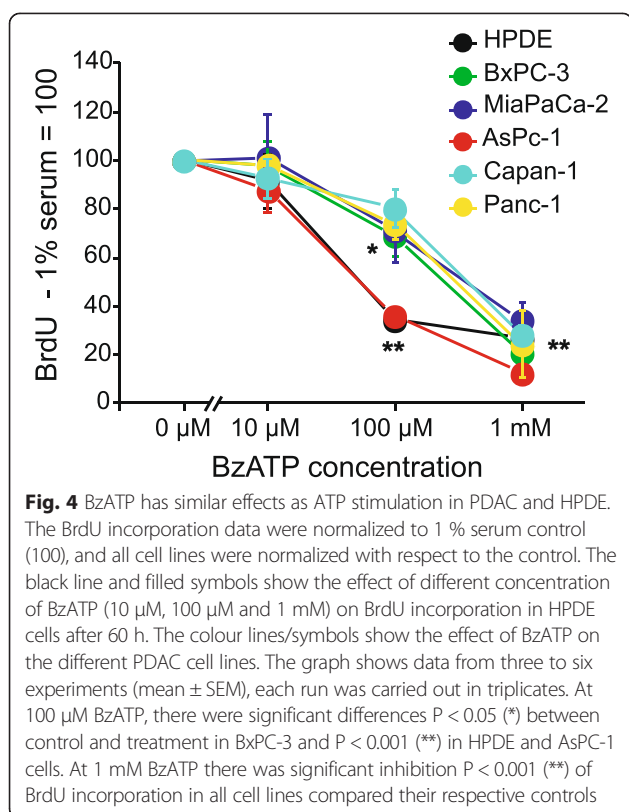 HPDE
BxPC-3
MiaPaCa-2
AsPc-1
Capan-1
Panc-1
BrdU - 1% serum = 100
140
120
100
80
60
40
20
0
*
**
**
0 µM
10 µM
100 µM
1 mM
BzATP concentration
Fig. 4 BzATP has similar effects as ATP stimulation in PDAC and HPDE.
The BrdU incorporation data were normalized to 1 % serum control
(100), and all cell lines were normalized with respect to the control. The
black line and filled symbols show the effect of different concentration
of BzATP (10 μM, 100 μM and 1 mM) on BrdU incorporation in HPDE
cells after 60 h. The colour lines/symbols show the effect of BzATP on
the different PDAC cell lines. The graph shows data from three to six
experiments (mean ± SEM), each run was carried out in triplicates. At
100 μM BzATP, there were significant differences P < 0.05 (*) between
control and treatment in BxPC-3 and P < 0.001 (**) in HPDE and AsPC-1
cells. At 1 mM BzATP there was significant inhibition P < 0.001 (**) of
BrdU incorporation in all cell lines compared their respective controls